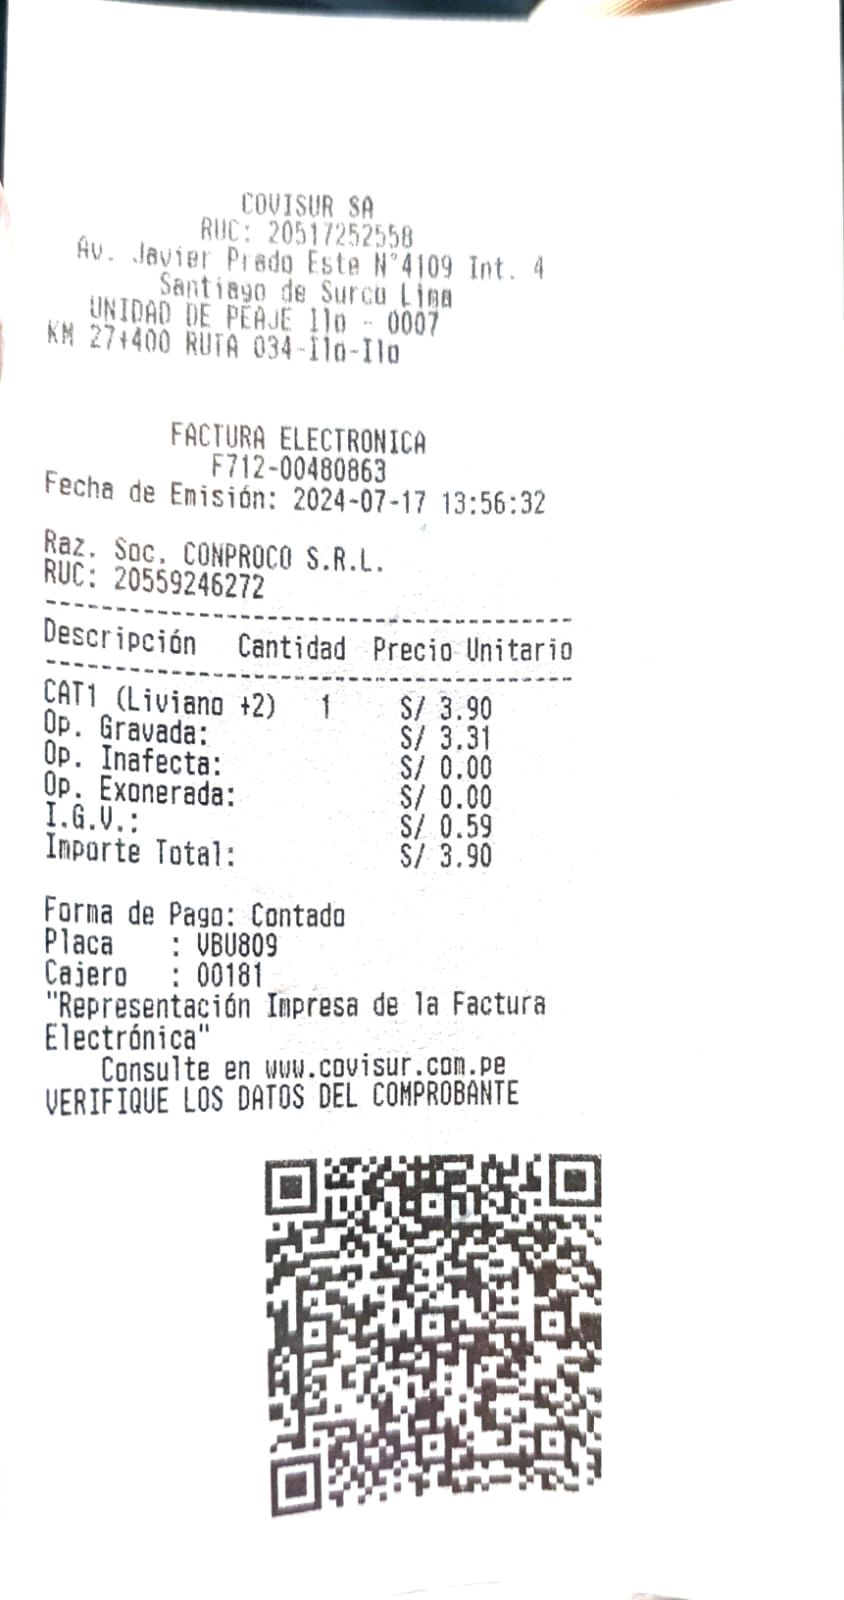 COVISUR SA
RUC: 20517252558
Av. Javier Prado Este N°4109 Int. 4
Santiago de Surco Lima
UNIDAD DE PEAJE Ilo - 0007
KM 27+400 RUTA 034-Ilo-Ilo
FACTURA ELECTRONICA
F712-00480863
Fecha de Emisión: 2024-07-17 13:56:32
Raz. Soc. CONPROCO S.R.L.
RUC: 20559246272
Descripción Cantidad Precio Unitario
CAT1 (Liviano +2) 1 S/ 3.90
Op. Gravada: S/ 3.31
Op. Inafecta: S/ 0.00
Op. Exonerada: S/ 0.00
I.G.V.: S/ 0.59
Importe Total: S/ 3.90
Forma de Pago: Contado
Placa : VBU809
Cajero : 00181
"Representación Impresa de la Factura
Electrónica"
Consulte en www.covisur.com.pe
VERIFIQUE LOS DATOS DEL COMPROBANTE